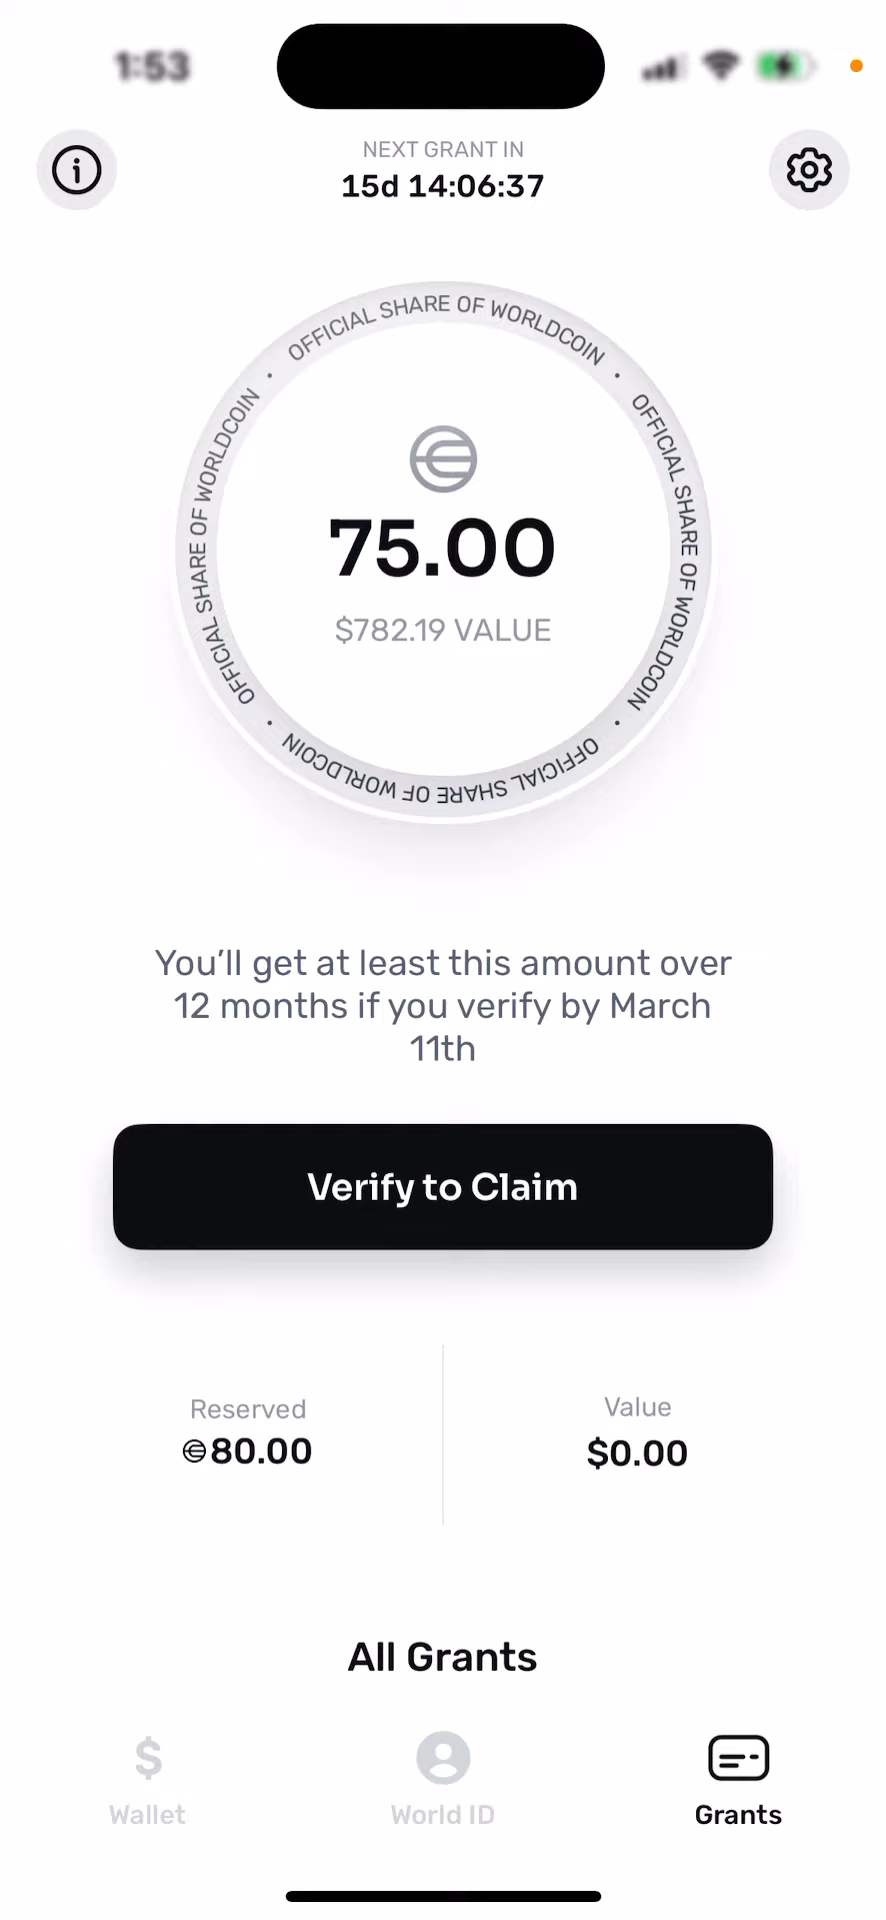 1:53
NEXT GRANT IN
15d 14:06:37
OFFICIAL SHARE OF WORLDCOIN • OFFICIAL SHARE OF WORLDCOIN • OFFICIAL SHARE OF WORLDCOIN • OFFICIAL SHARE OF WORLDCOIN •
75.00
$782.19 VALUE
You’ll get at least this amount over
12 months if you verify by March
11th
Verify to Claim
Reserved
80.00
Value
$0.00
All Grants
Wallet
World ID
Grants